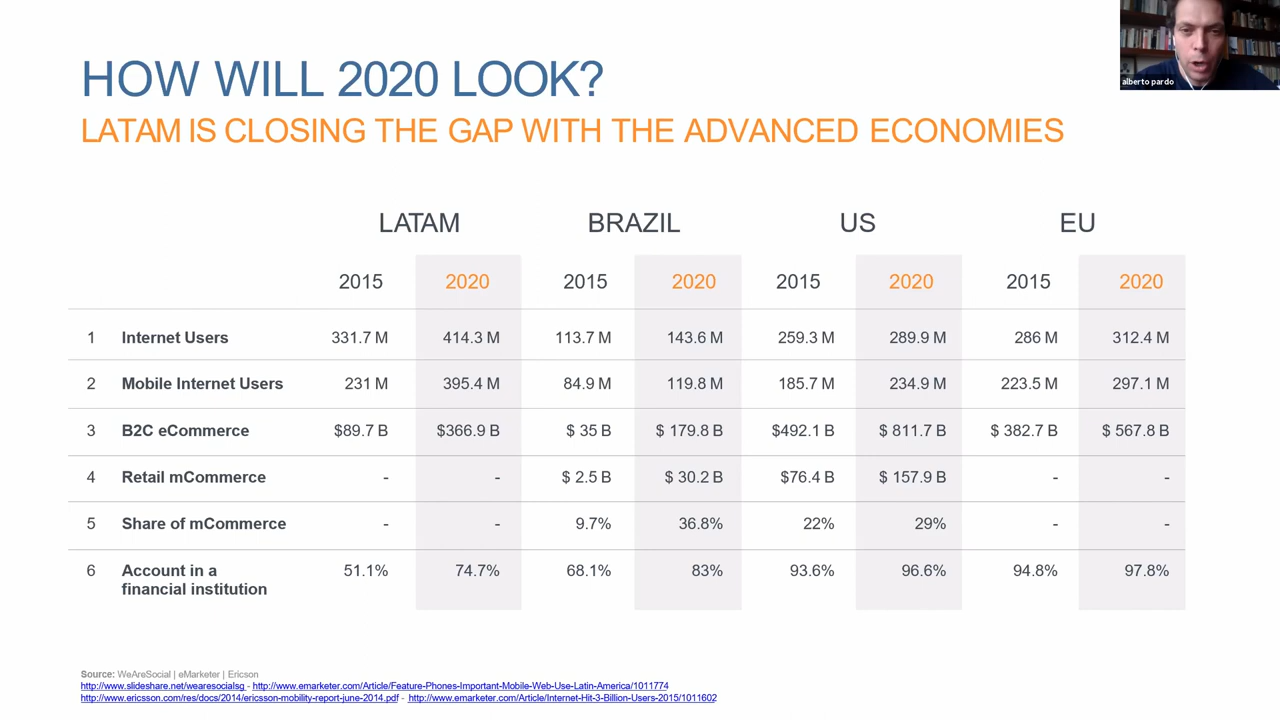 alberto pardo
HOW WILL 2020 LOOK?
LATAM IS CLOSING THE GAP WITH THE ADVANCED ECONOMIES
LATAM BRAZIL US EU
2015 2020 2015 2020 2015 2020 2015 2020
1 Internet Users 331.7 M 414.3 M 113.7 M 143.6 M 259.3 M 289.9 M 286 M 312.4 M
2 Mobile Internet Users 231 M 395.4 M 84.9 M 119.8 M 185.7 M 234.9 M 223.5 M 297.1 M
3 B2C eCommerce $89.7 B $366.9 B $ 35 B $ 179.8 B $492.1 B $ 811.7 B $ 382.7 B $ 567.8 B
4 Retail mCommerce - - $ 2.5 B $ 30.2 B $76.4 B $ 157.9 B - -
5 Share of mCommerce - - 9.7% 36.8% 22% 29% - -
6 Account in a 51.1% 74.7% 68.1% 83% 93.6% 96.6% 94.8% 97.8%
financial institution
Source: WeAreSocial | eMarketer | Ericson
http://www.slideshare.net/wearesocialsg - http://www.emarketer.com/Article/Feature-Phones-Important-Mobile-Web-Use-Latin-America/1011774
http://www.ericsson.com/res/docs/2014/ericsson-mobility-report-june-2014.pdf - http://www.emarketer.com/Article/Internet-Hit-3-Billion-Users-2015/1011602